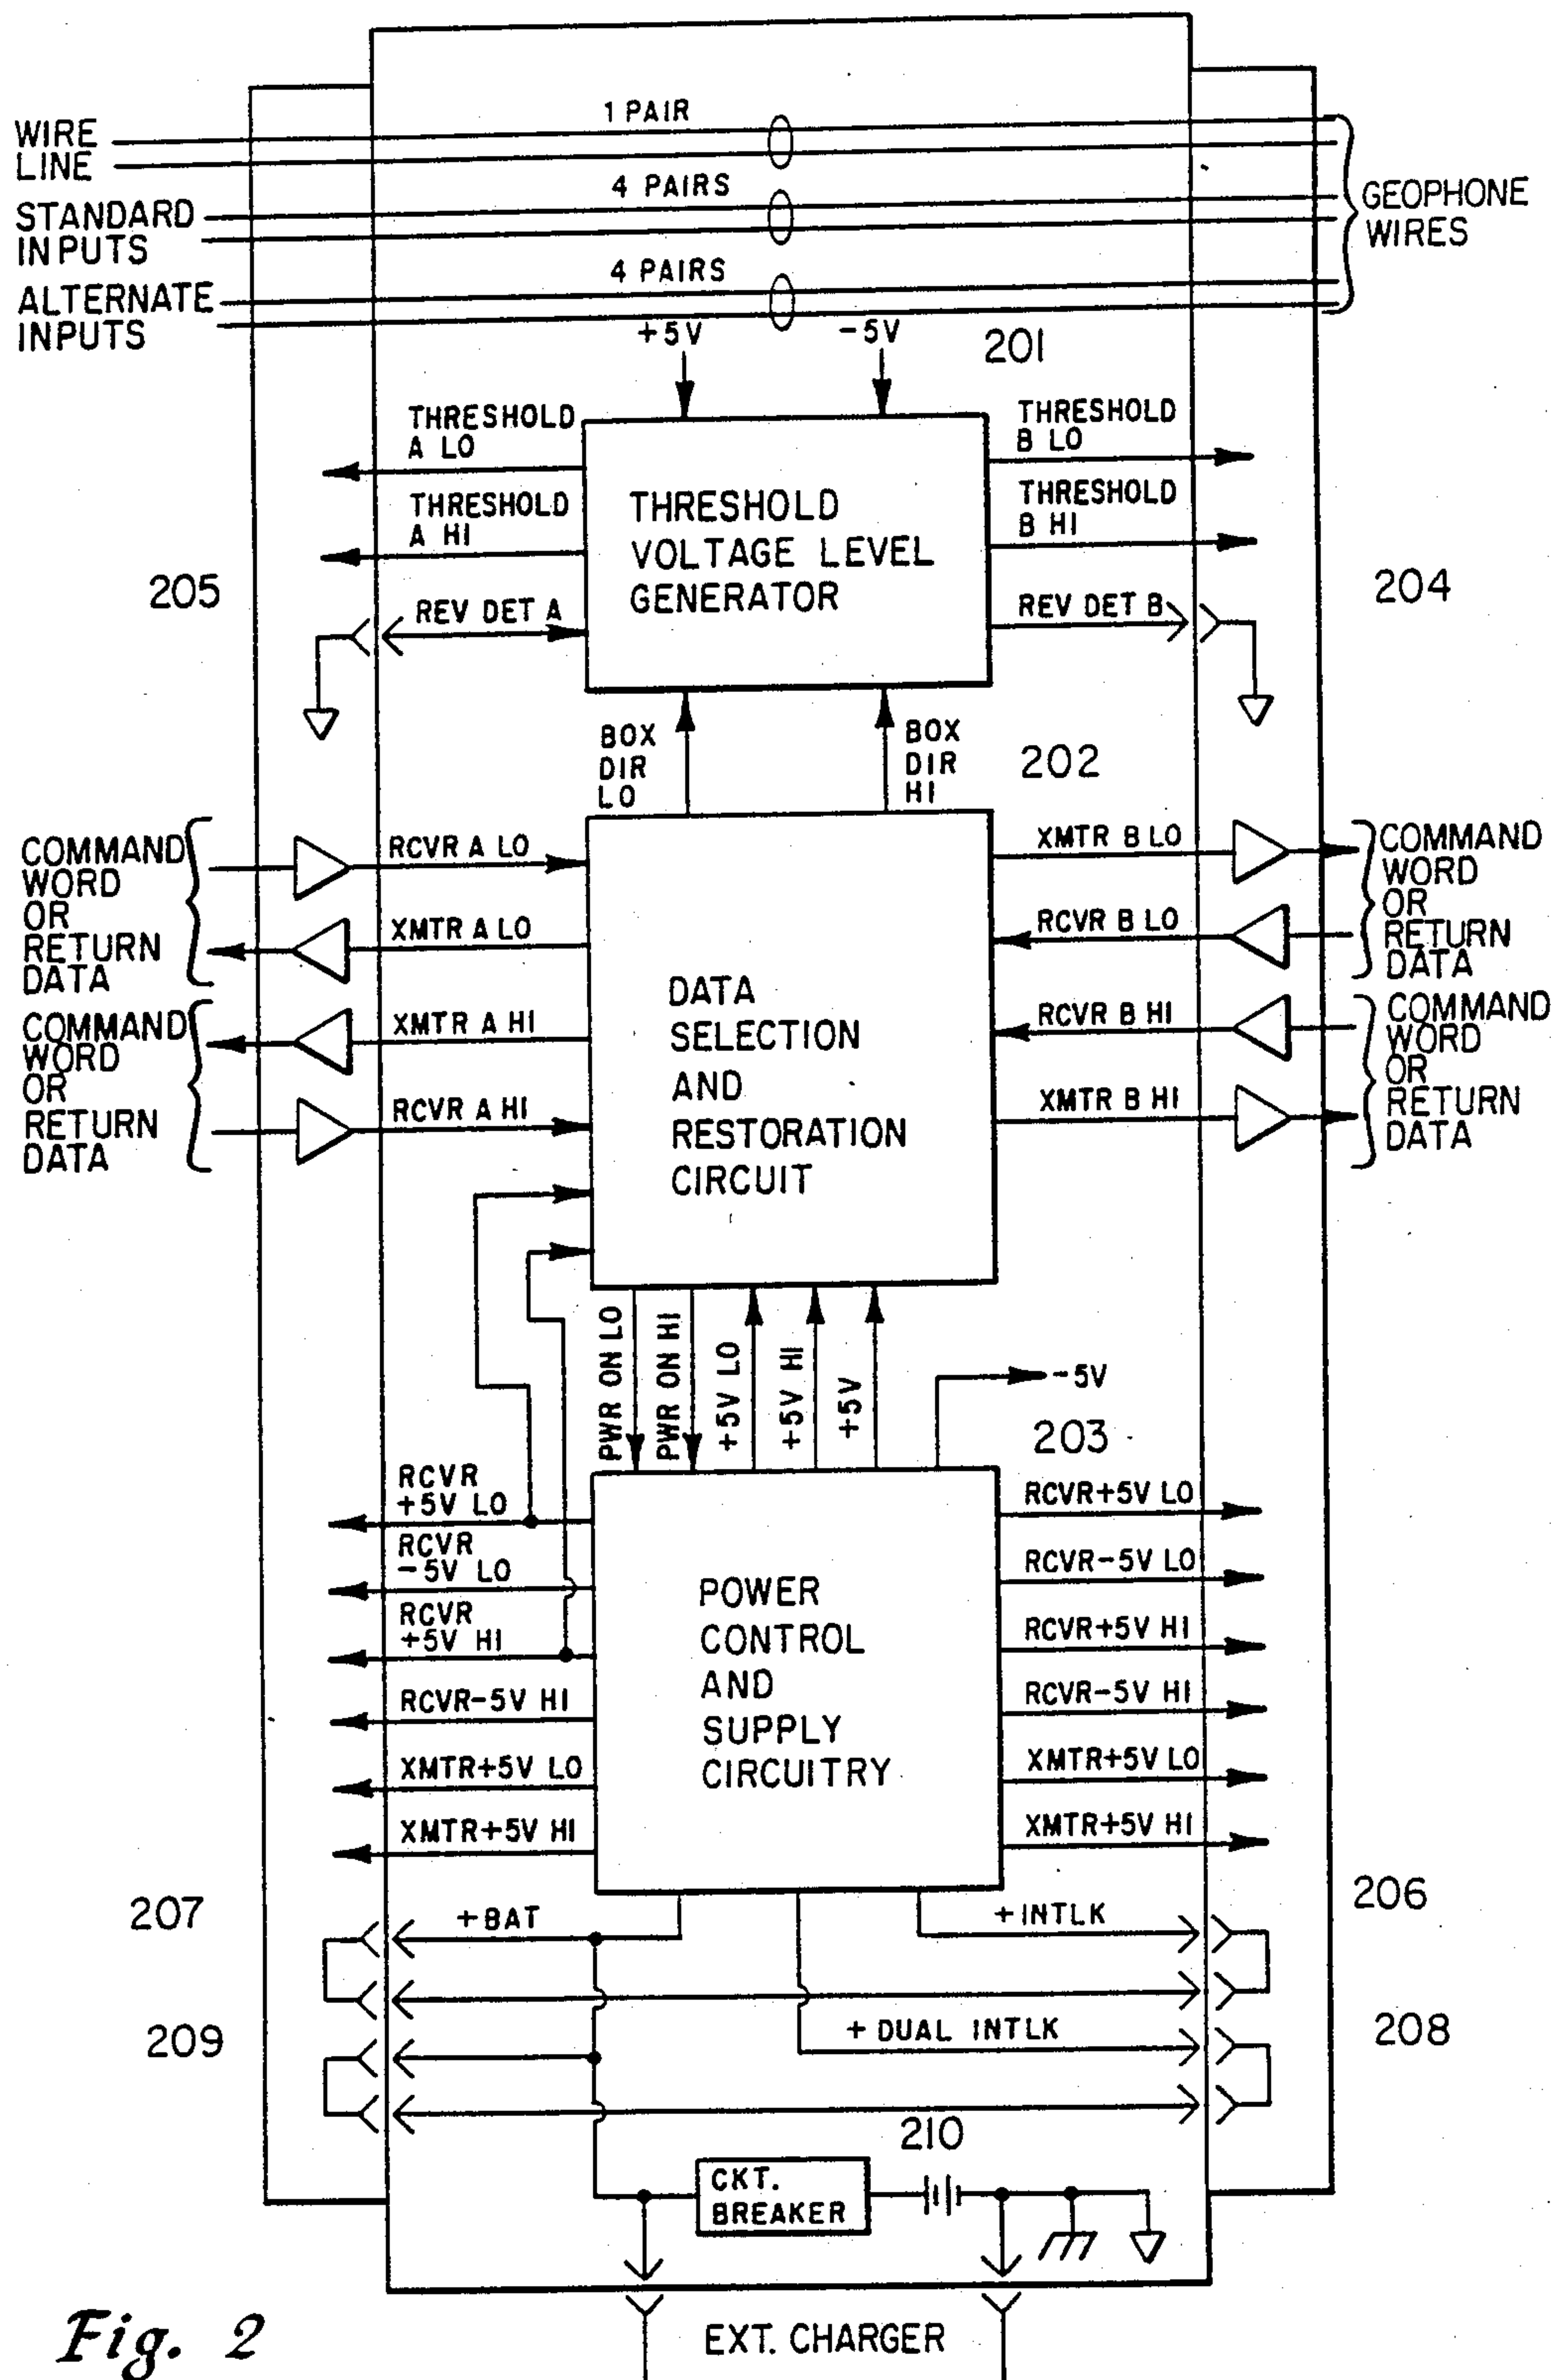 1 PAIR
WIRE
LINE
4 PAIRS
STANDARD
INPUTS
GEOPHONE
WIRES
4 PAIRS
ALTERNATE
INPUTS
+5V
-5V
201
THRESHOLD
A LO
THRESHOLD
B LO
THRESHOLD
A HI
THRESHOLD
B HI
THRESHOLD
VOLTAGE LEVEL
GENERATOR
205
204
REV DET A
REV DET B
BOX
DIR
LO
BOX
DIR
HI
202
COMMAND
WORD
OR
RETURN
DATA
RCVR A LO
XMTR A LO
XMTR B LO
RCVR B LO
COMMAND
WORD
OR
RETURN
DATA
DATA
SELECTION
AND
RESTORATION
CIRCUIT
COMMAND
WORD
OR
RETURN
DATA
XMTR A HI
RCVR A HI
RCVR B HI
XMTR B HI
COMMAND
WORD
OR
RETURN
DATA
PWR ON LO
PWR ON HI
+5V LO
+5V HI
+5V
-5V
203
RCVR
+5V LO
RCVR
-5V LO
RCVR
+5V HI
RCVR-5V HI
XMTR+5V LO
XMTR+5V HI
POWER
CONTROL
AND
SUPPLY
CIRCUITRY
RCVR+5V LO
RCVR-5V LO
RCVR+5V HI
RCVR-5V HI
XMTR+5V LO
XMTR+5V HI
207
206
+BAT
+INTLK
209
208
+ DUAL INTLK
210
CKT.
BREAKER
Fig. 2
EXT. CHARGER